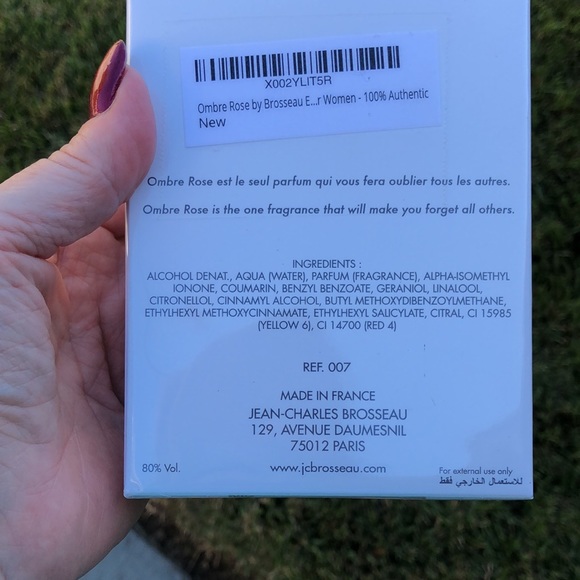 X002YLIT5R
Ombre Rose by Brosseau E...r Women - 100% Authentic
New
Ombre Rose est le seul parfum qui vous fera oublier tous les autres.
Ombre Rose is the one fragrance that will make you forget all others.
INGREDIENTS :
ALCOHOL DENAT., AQUA (WATER), PARFUM (FRAGRANCE), ALPHA-ISOMETHYL
IONONE, COUMARIN, BENZYL BENZOATE, GERANIOL, LINALOOL,
CITRONELLOL, CINNAMYL ALCOHOL, BUTYL METHOXYDIBENZOYLMETHANE,
ETHYLHEXYL METHOXYCINNAMATE, ETHYLHEXYL SALICYLATE, CITRAL, CI 15985
(YELLOW 6), CI 14700 (RED 4)
REF. 007
MADE IN FRANCE
JEAN-CHARLES BROSSEAU
129, AVENUE DAUMESNIL
75012 PARIS
80% Vol.
www.jcbrosseau.com
For external use only
للاستعمال الخارجي فقط